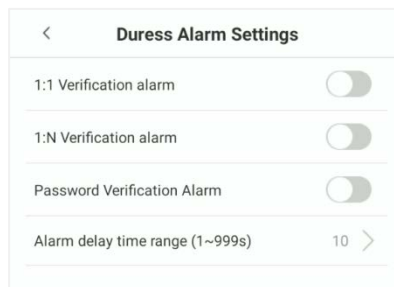 Duress Alarm Settings
1:1 Verification alarm
1:N Verification alarm
Password Verification Alarm
Alarm delay time range (1~999s) 10